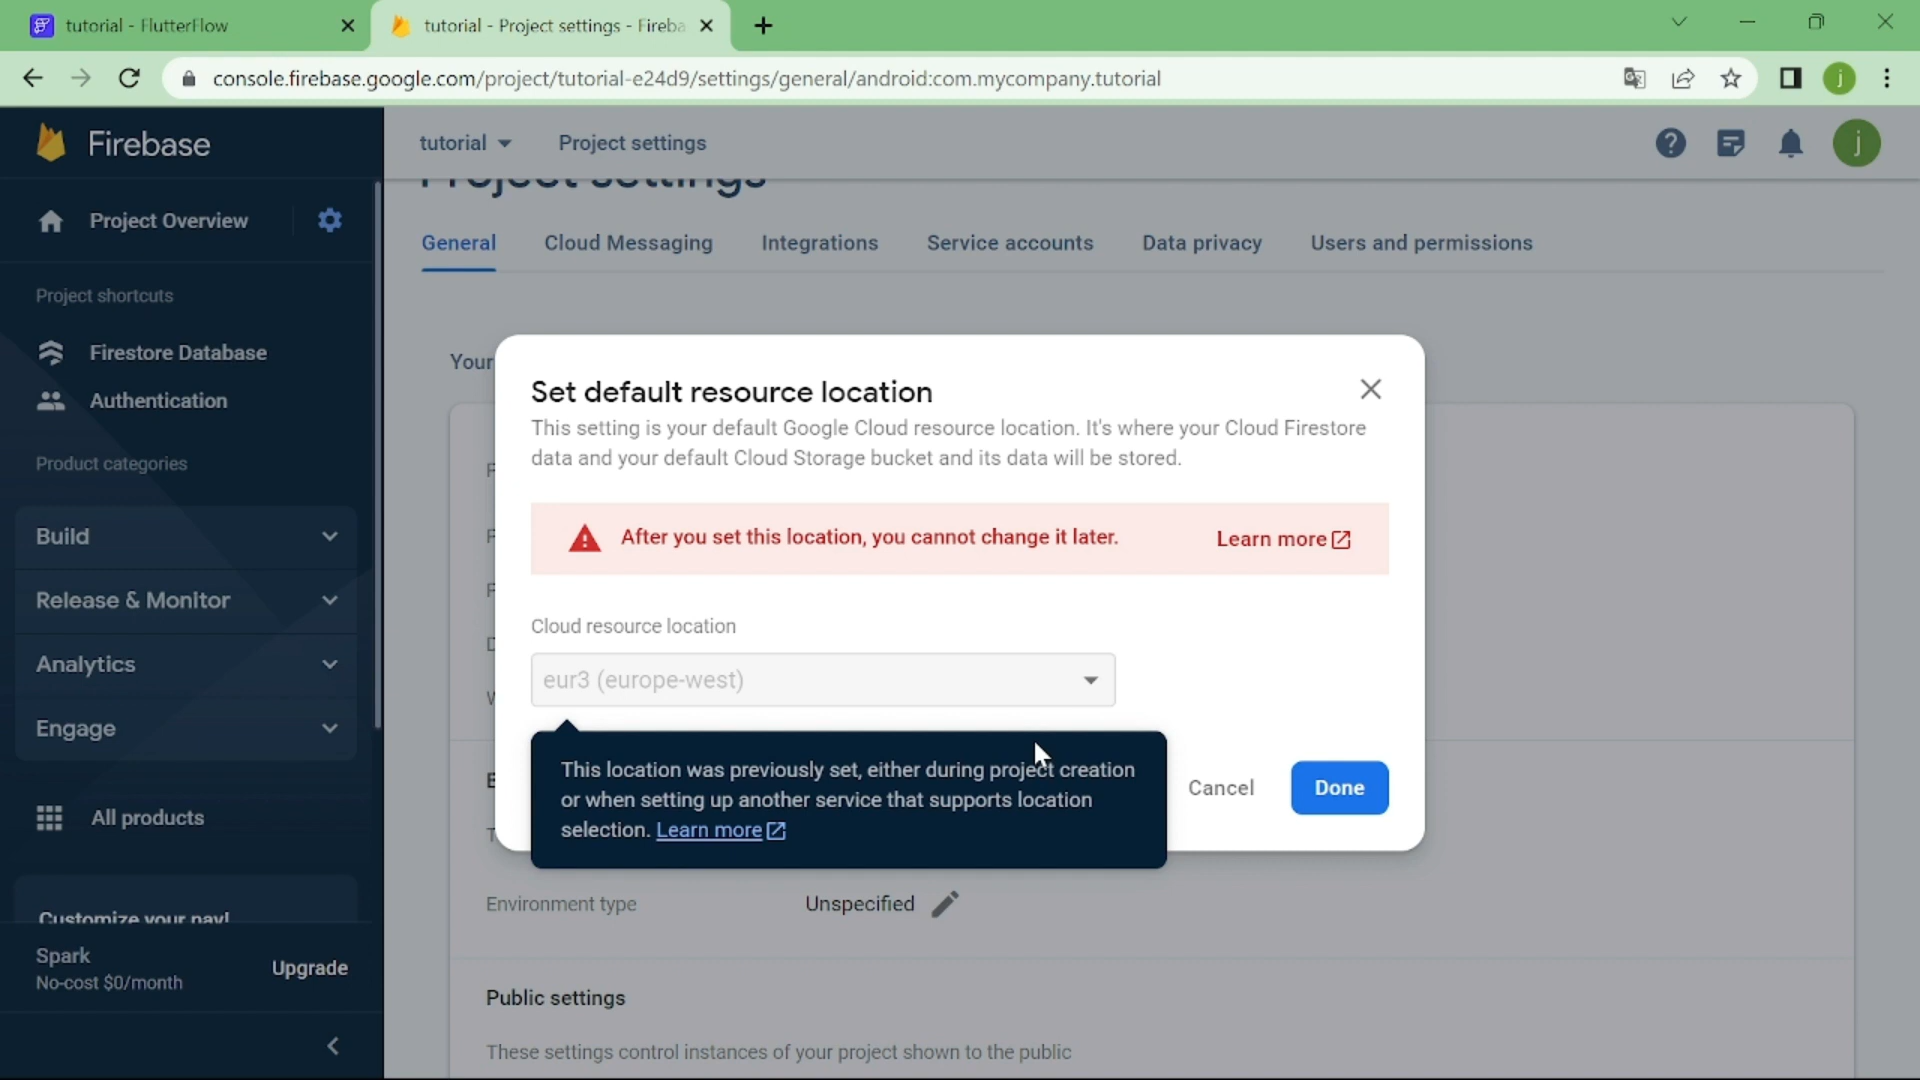 tutorial - FlutterFlow
tutorial - Project settings - Fireba
console.firebase.google.com/project/tutorial-e24d9/settings/general/android:com.mycompany.tutorial
j
Firebase
tutorial
Project settings
j
Project settings
Project Overview
General
Cloud Messaging
Integrations
Service accounts
Data privacy
Users and permissions
Project shortcuts
Firestore Database
Authentication
Product categories
Build
Release & Monitor
Analytics
Engage
All products
Customize your nav!
Spark
No-cost $0/month
Upgrade
Your
Set default resource location
This setting is your default Google Cloud resource location. It's where your Cloud Firestore
data and your default Cloud Storage bucket and its data will be stored.
After you set this location, you cannot change it later.
Learn more
Cloud resource location
eur3 (europe-west)
This location was previously set, either during project creation
or when setting up another service that supports location
selection. Learn more
Cancel
Done
Environment type
Unspecified
Public settings
These settings control instances of your project shown to the public